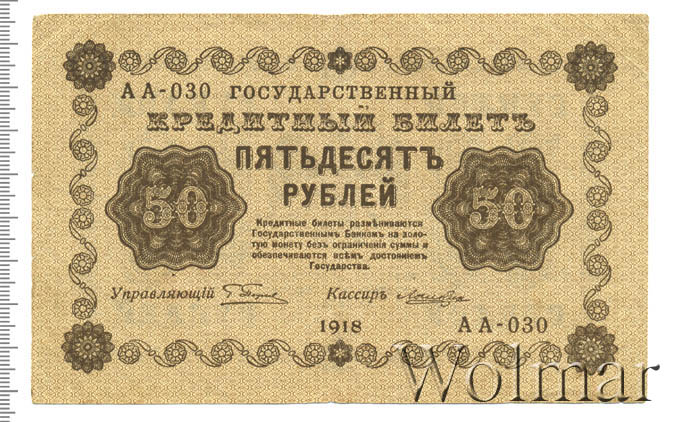 АА-030 ГОСУДАРСТВЕННЫЙ
КРЕДИТНЫЙ БИЛЕТЪ
ПЯТЬДЕСЯТЪ
РУБЛЕЙ
50
50
Кредитные билеты размѣниваются
Государственнымъ Банкомъ на золо-
тую монету безъ ограниченія суммы и
обезпечиваются всѣмъ достояніемъ
Государства.
Управляющій
Кассиръ
1918
АА-030
Wolmar